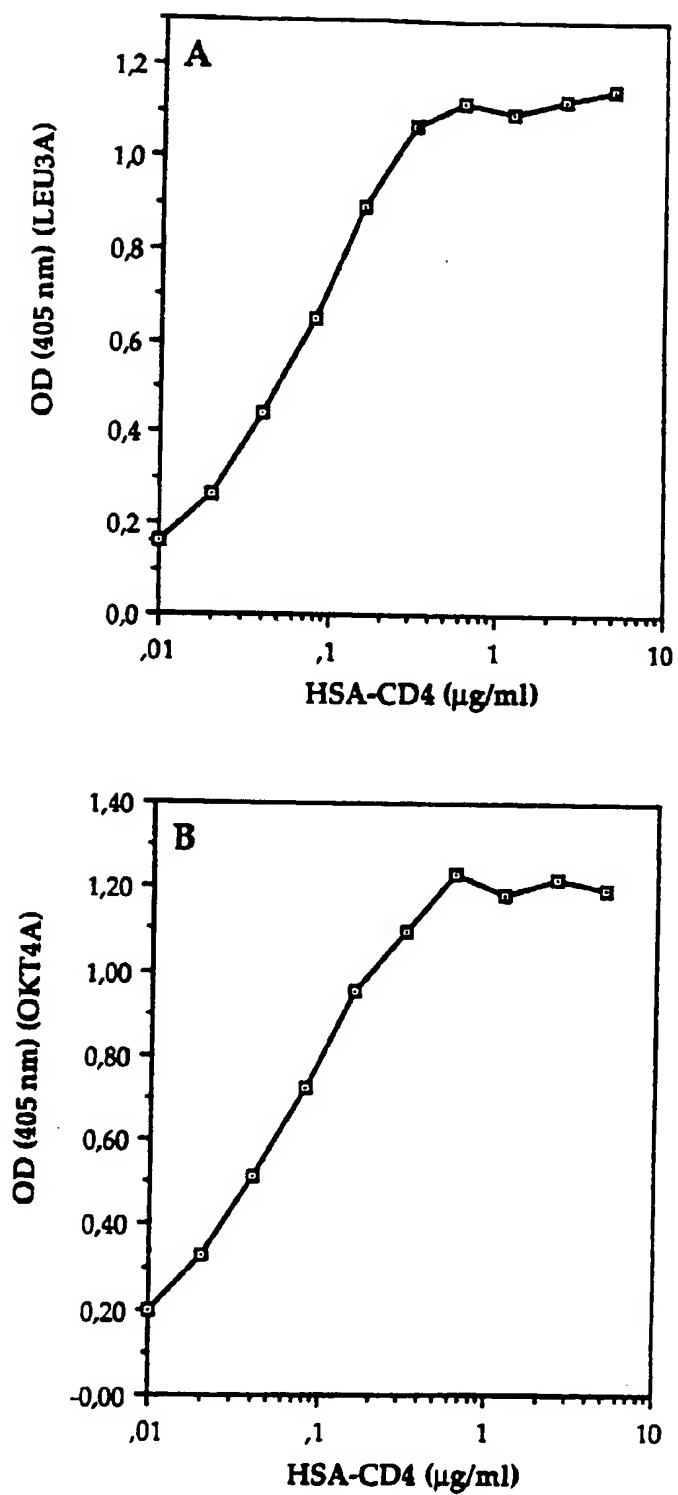 A
OD (405 nm) (LEU3A)
1,2
1,0
0,8
0,6
0,4
0,2
0,0
,01 ,1 1 10
HSA-CD4 (μg/ml)
B
OD (405 nm) (OKT4A)
1,40
1,20
1,00
0,80
0,60
0,40
0,20
-0,00
,01 ,1 1 10
HSA-CD4 (μg/ml)